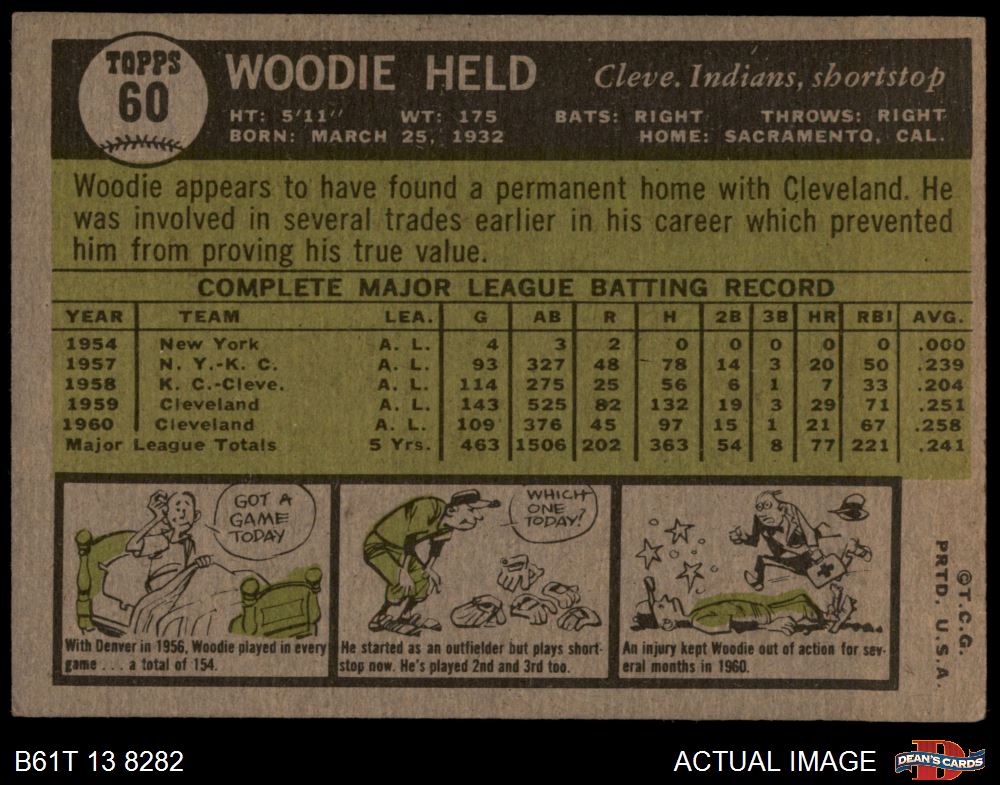 TOPPS
60
WOODIE HELD
Cleve. Indians, shortstop
HT: 5'11" WT: 175 BATS: RIGHT THROWS: RIGHT
BORN: MARCH 25, 1932 HOME: SACRAMENTO, CAL.
Woodie appears to have found a permanent home with Cleveland. He
was involved in several trades earlier in his career which prevented
him from proving his true value.
COMPLETE MAJOR LEAGUE BATTING RECORD
YEAR TEAM LEA. G AB R H 2B 3B HR RBI AVG.
1954 New York A. L. 4 3 2 0 0 0 0 0 .000
1957 N. Y.-K. C. A. L. 93 327 48 78 14 3 20 50 .239
1958 K. C.-Cleve. A. L. 114 275 25 56 6 1 7 33 .204
1959 Cleveland A. L. 143 525 82 132 19 3 29 71 .251
1960 Cleveland A. L. 109 376 45 97 15 1 21 67 .258
Major League Totals 5 Yrs. 463 1506 202 363 54 8 77 221 .241
GOT A
GAME
TODAY
With Denver in 1956, Woodie played in every
game . . . a total of 154.
WHICH
ONE
TODAY?
He started as an outfielder but plays short-
stop now. He's played 2nd and 3rd too.
An injury kept Woodie out of action for sev-
eral months in 1960.
© T. C. G.
PRTD. U. S. A.
B61T 13 8282
ACTUAL IMAGE
DEAN'S CARDS